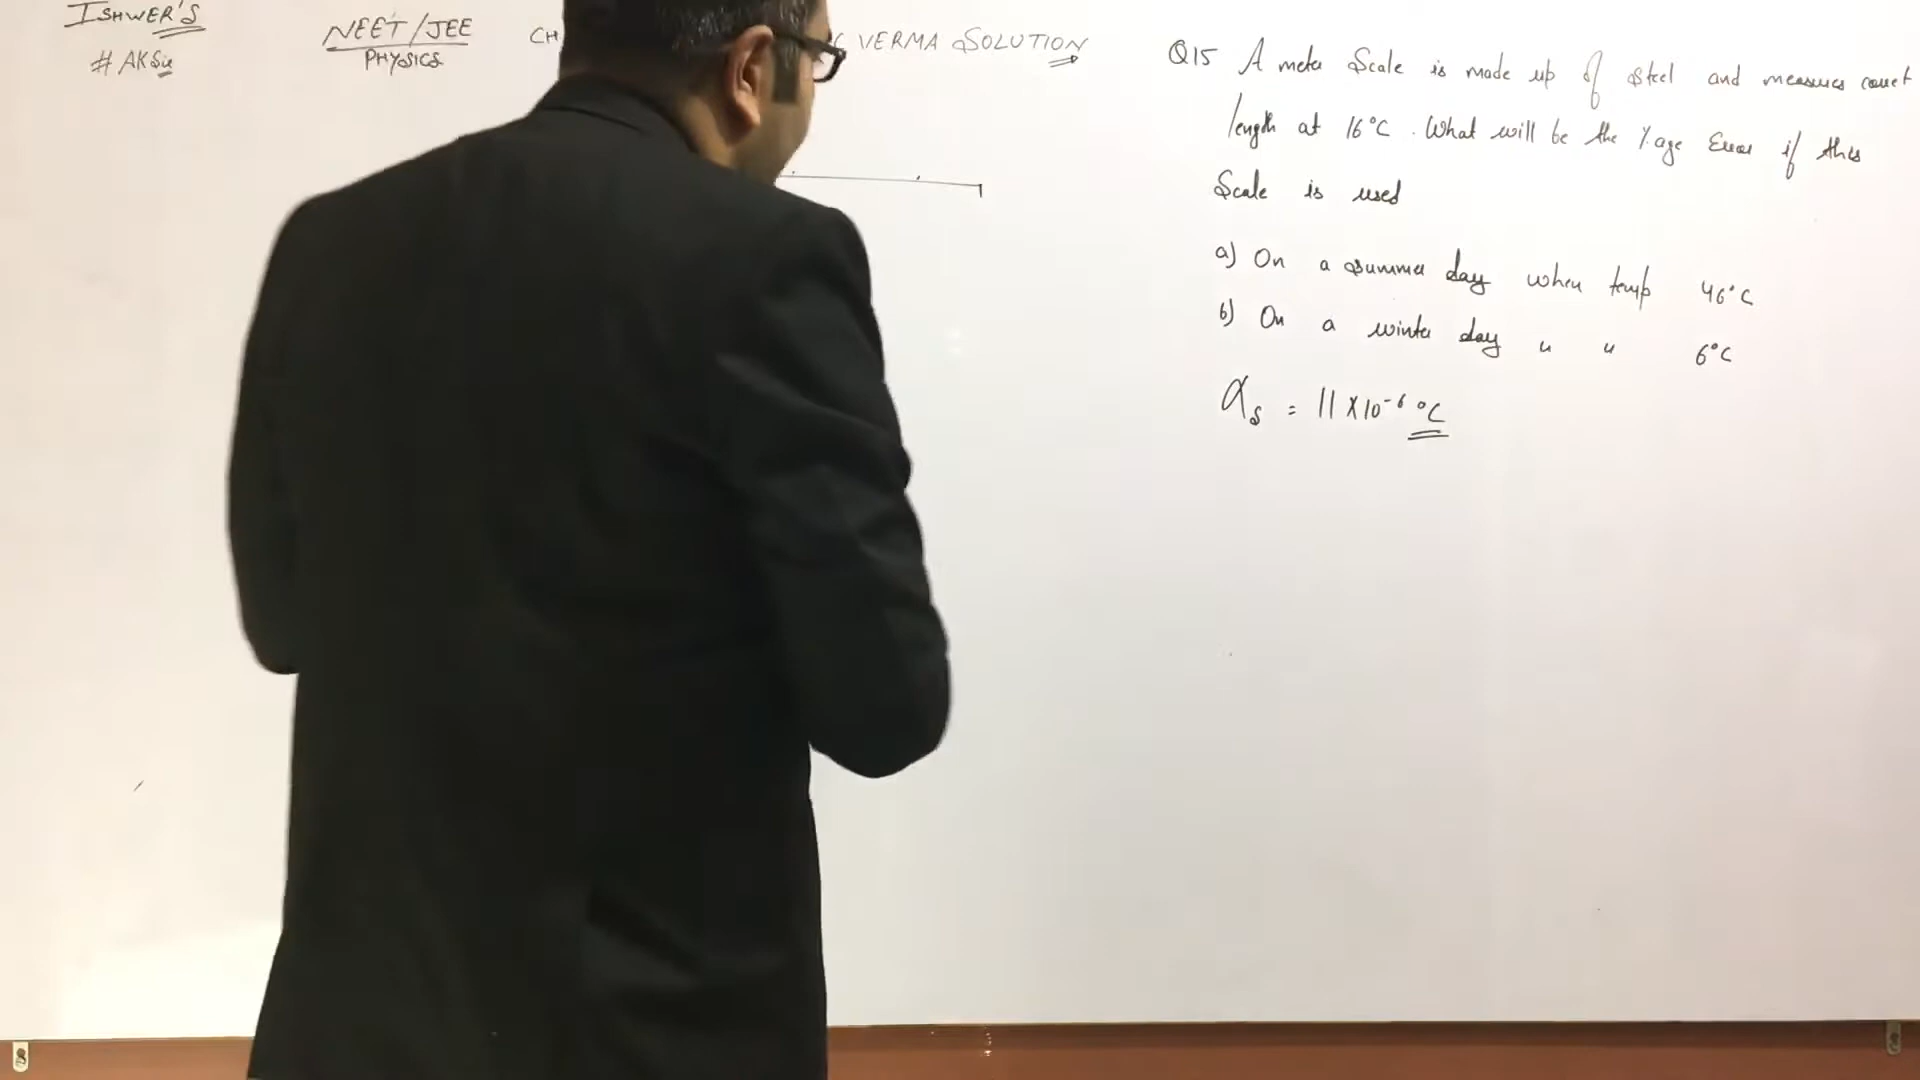 ISHWER'S
# AKSu
NEET/JEE
PHYSICS
CH
VERMA SOLUTION
Q15 A meter Scale is made up of steel and measures correct
length at 16°C. What will be the %age Error if this
Scale is used
a) On a summer day when temp 46°C
b) On a winter day u u 6°C
αs = 11 X 10-6 °C